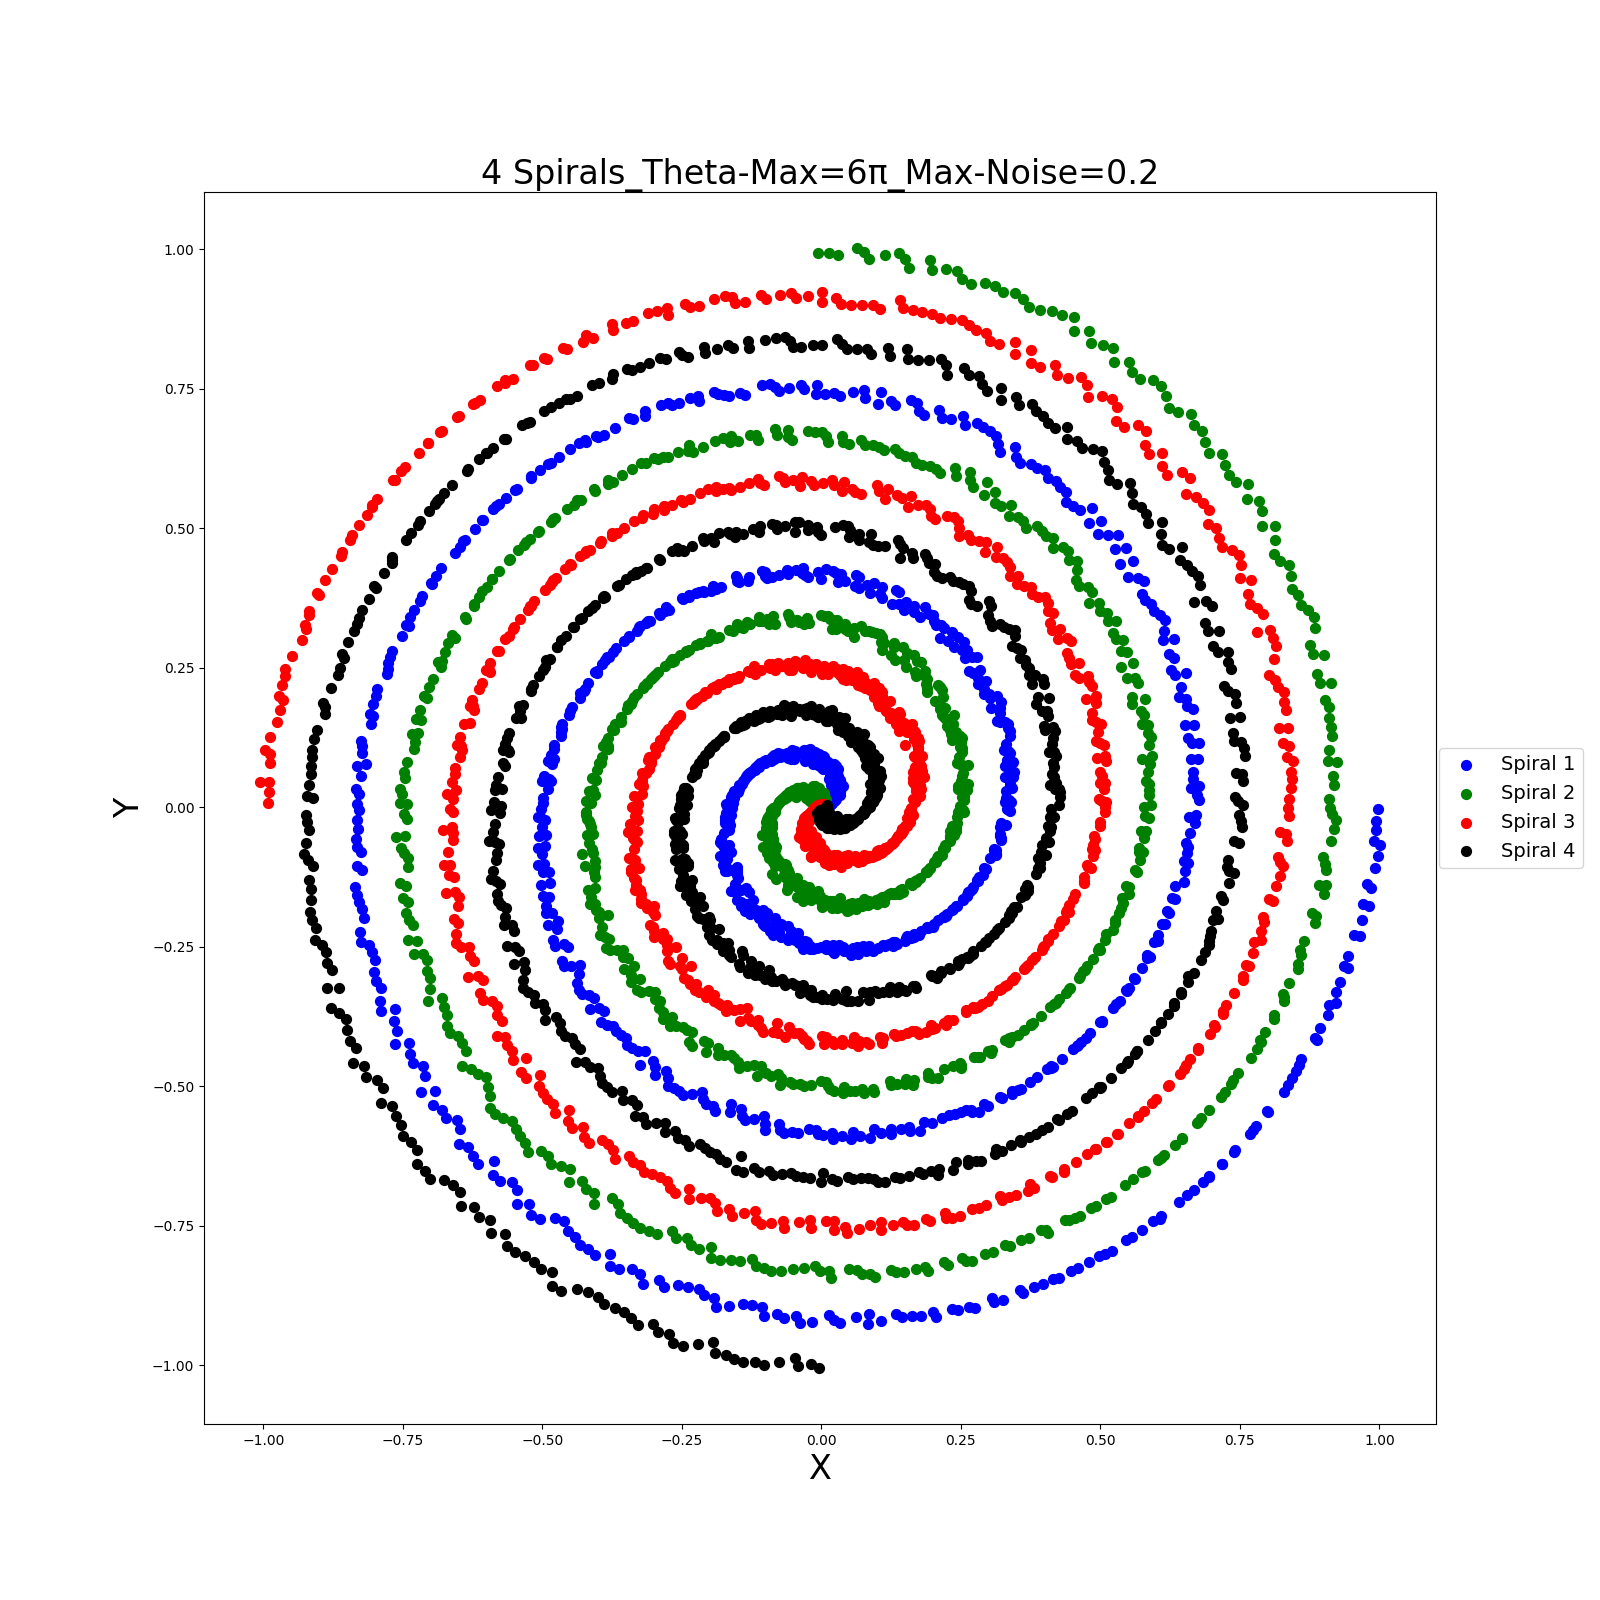 4 Spirals_Theta-Max=6π_Max-Noise=0.2
1.00
0.75
0.50
0.25
0.00
−0.25
−0.50
−0.75
−1.00
Y
−1.00 −0.75 −0.50 −0.25 0.00 0.25 0.50 0.75 1.00
X
Spiral 1
Spiral 2
Spiral 3
Spiral 4